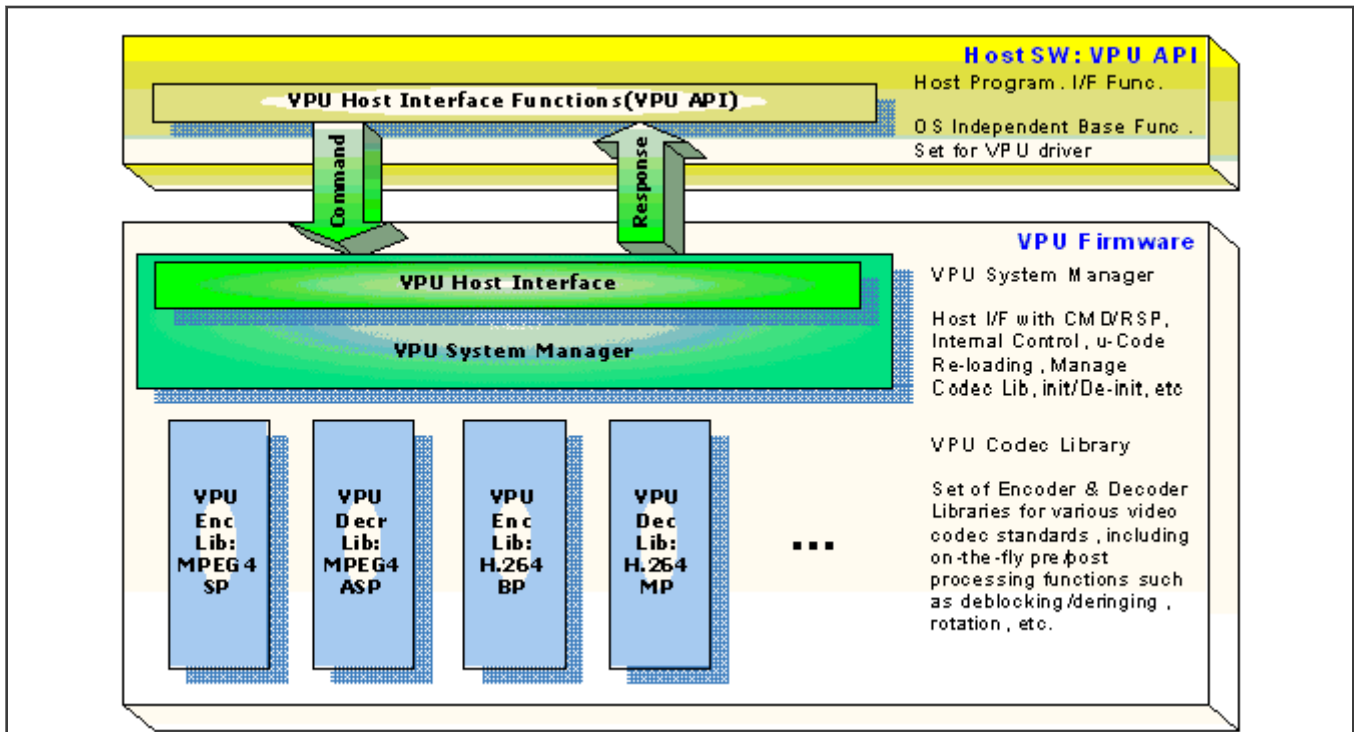 Host SW: VPU API
VPU Host Interface Functions(VPU API)
Host Program. I/F Func.
OS Independent Base Func.
Set for VPU driver
Command
Response
VPU Firmware
VPU Host Interface
VPU System Manager
VPU System Manager
Host I/F with CMD/RSP,
Internal Control, u-Code
Re-loading, Manage
Codec Lib, init/De-init, etc
VPU
Enc
Lib:
MPEG4
SP
VPU
Decr
Lib:
MPEG4
ASP
VPU
Enc
Lib:
H.264
BP
VPU
Dec
Lib:
H.264
MP
...
VPU Codec Library
Set of Encoder & Decoder
Libraries for various video
codec standards, including
on-the-fly pre/post
processing functions such
as deblocking/deringing,
rotation, etc.